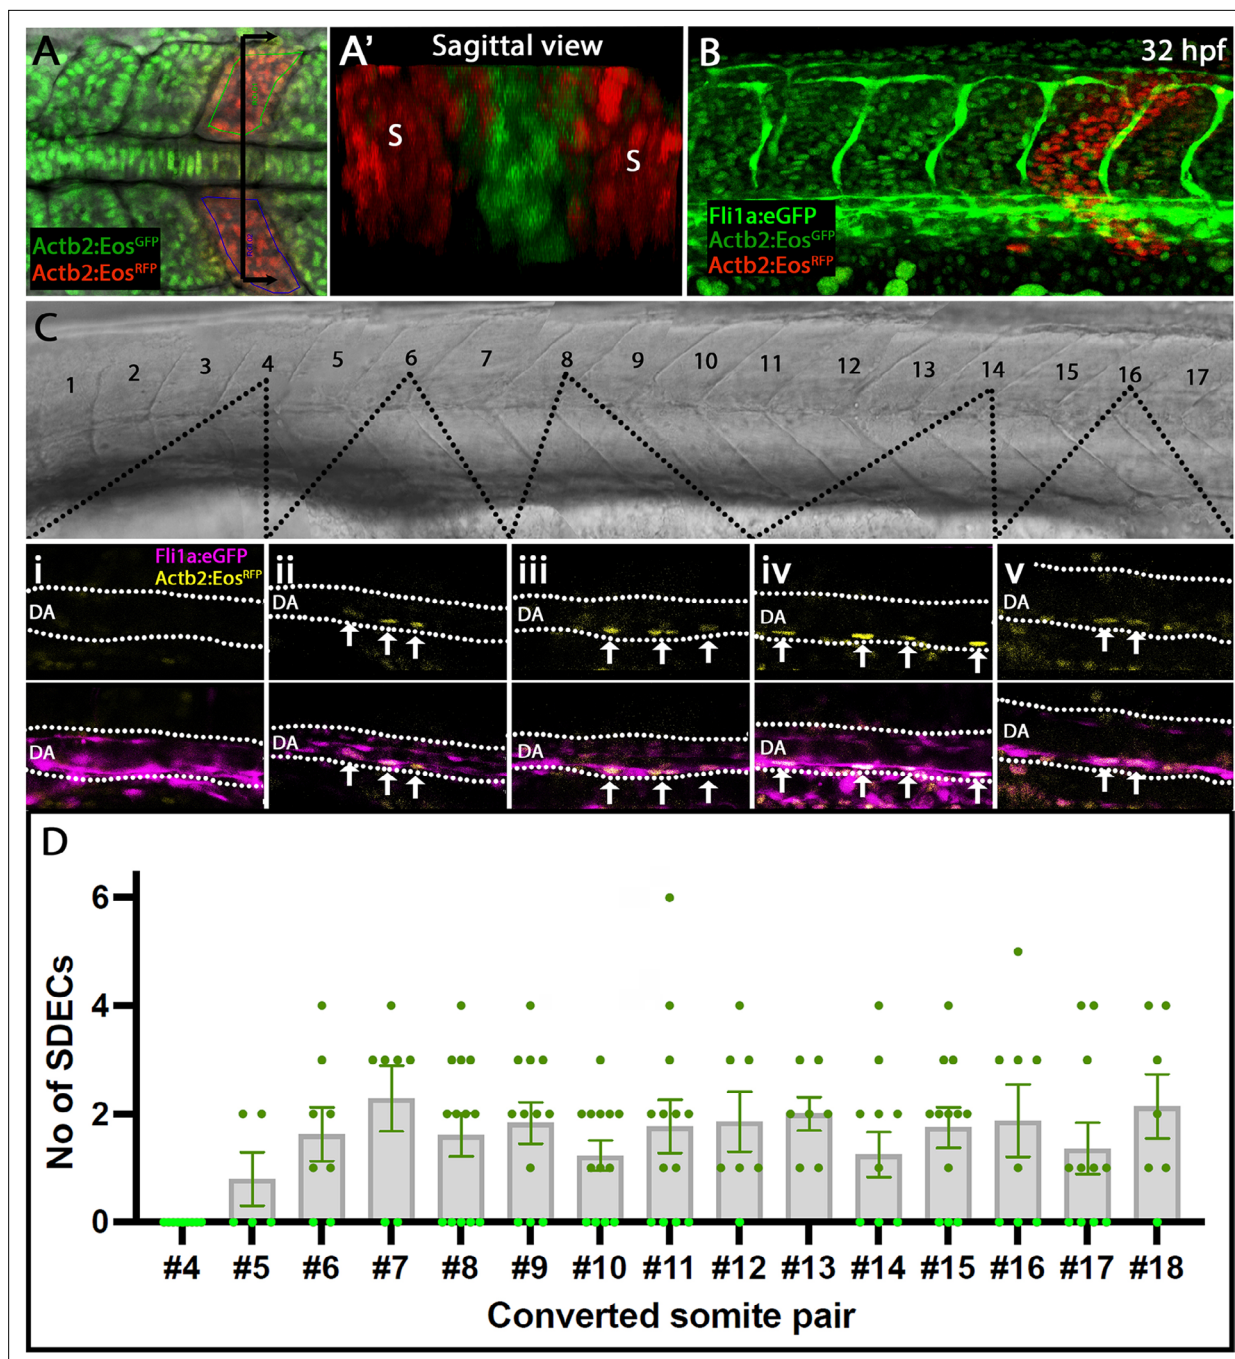 A
Actb2:Eos^GFP
Actb2:Eos^RFP
A'
Sagittal view
S
S
B
32 hpf
Fli1a:eGFP
Actb2:Eos^GFP
Actb2:Eos^RFP
C
1 2 3 4 5 6 7 8 9 10 11 12 13 14 15 16 17
i
Fli1a:eGFP
Actb2:Eos^RFP
DA
ii
DA
iii
DA
iv
DA
v
DA
DA
DA
DA
DA
DA
D
No of SDECs
6
4
2
0
#4 #5 #6 #7 #8 #9 #10 #11 #12 #13 #14 #15 #16 #17 #18
Converted somite pair